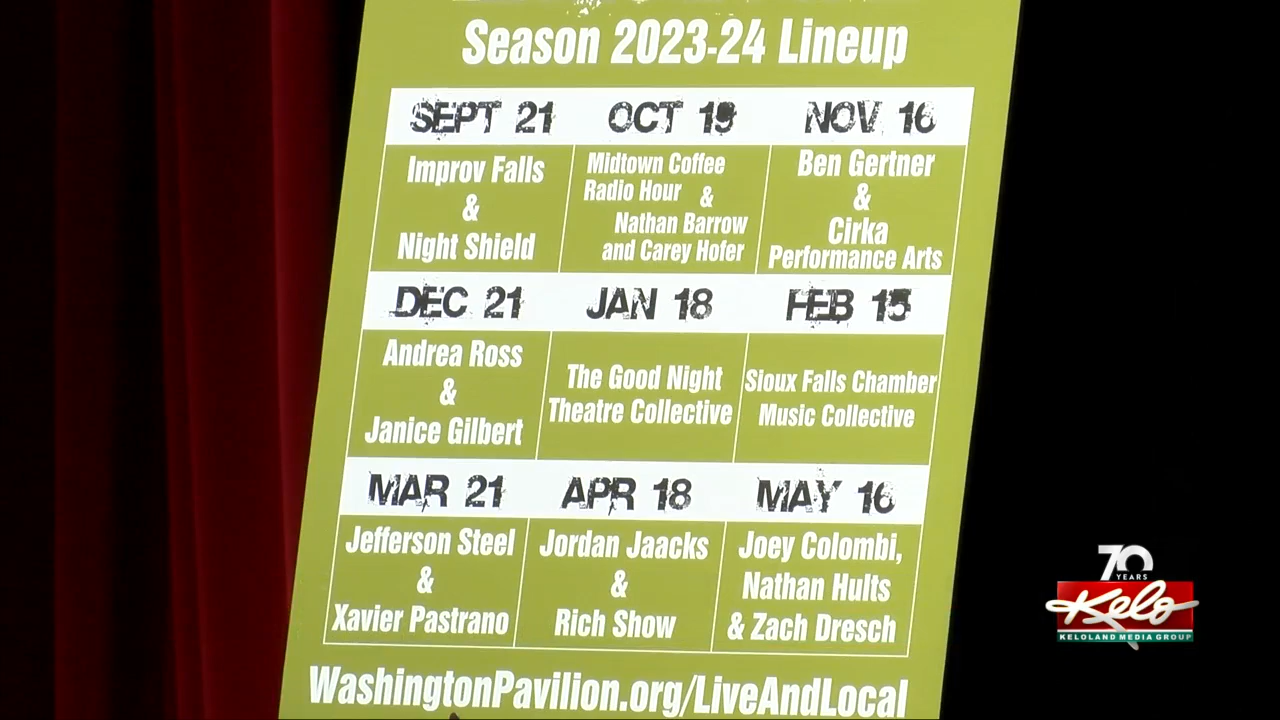 Season 2023-24 Lineup
SEPT 21
OCT 19
NOV 16
Improv Falls
&
Night Shield
Midtown Coffee
Radio Hour &
Nathan Barrow
and Carey Hofer
Ben Gertner
&
Cirka
Performance Arts
DEC 21
JAN 18
FEB 15
Andrea Ross
&
Janice Gilbert
The Good Night
Theatre Collective
Sioux Falls Chamber
Music Collective
MAR 21
APR 18
MAY 16
Jefferson Steel
&
Xavier Pastrano
Jordan Jaacks
&
Rich Show
Joey Colombi,
Nathan Hults
& Zach Dresch
WashingtonPavilion.org/LiveAndLocal
70
YEARS
Kelo
KELOLAND MEDIA GROUP